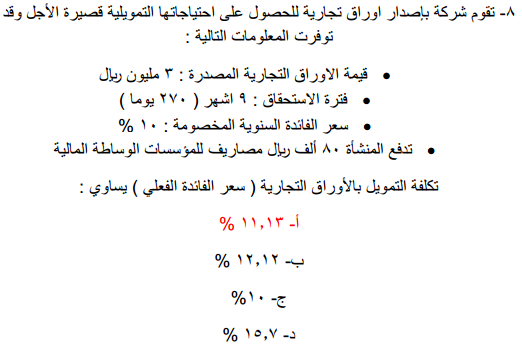 ٨- تقوم شركة بإصدار اوراق تجارية للحصول على احتياجاتها التمويلية قصيرة الأجل وقد
توفرت المعلومات التالية :
• قيمة الاوراق التجارية المصدرة : ٣ مليون ريال
• فترة الاستحقاق : ٩ اشهر ( ٢٧٠ يوما )
• سعر الفائدة السنوية المخصومة : ١٠ %
• تدفع المنشأة ٨٠ ألف ريال مصاريف للمؤسسات الوساطة المالية
تكلفة التمويل بالأوراق التجارية ( سعر الفائدة الفعلي ) يساوي :
أ- ١١,١٣ %
ب- ١٢,١٢ %
ج- ١٠%
د- ١٥,٧ %